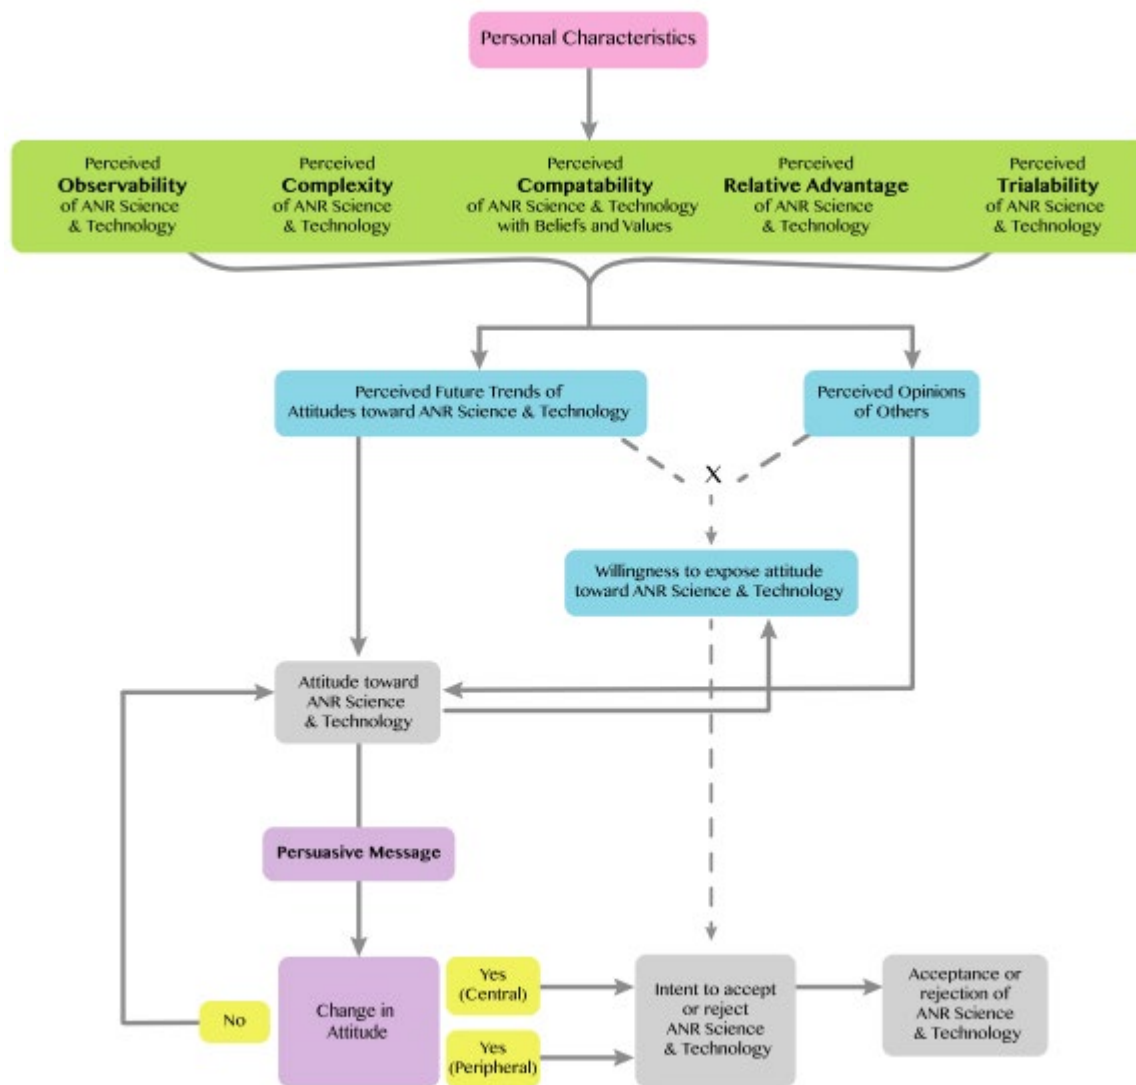 Personal Characteristics
Perceived
Observability
of ANR Science
& Technology
Perceived
Complexity
of ANR Science
& Technology
Perceived
Compatability
of ANR Science & Technology
with Beliefs and Values
Perceived
Relative Advantage
of ANR Science
& Technology
Perceived
Trialability
of ANR Science
& Technology
Perceived Future Trends of
Attitudes toward ANR Science & Technology
Perceived Opinions
of Others
X
Willingness to expose attitude
toward ANR Science & Technology
Attitude toward
ANR Science
& Technology
Persuasive Message
No
Change in
Attitude
Yes
(Central)
Yes
(Peripheral)
Intent to accept
or reject
ANR Science
& Technology
Acceptance or
rejection of
ANR Science
& Technology